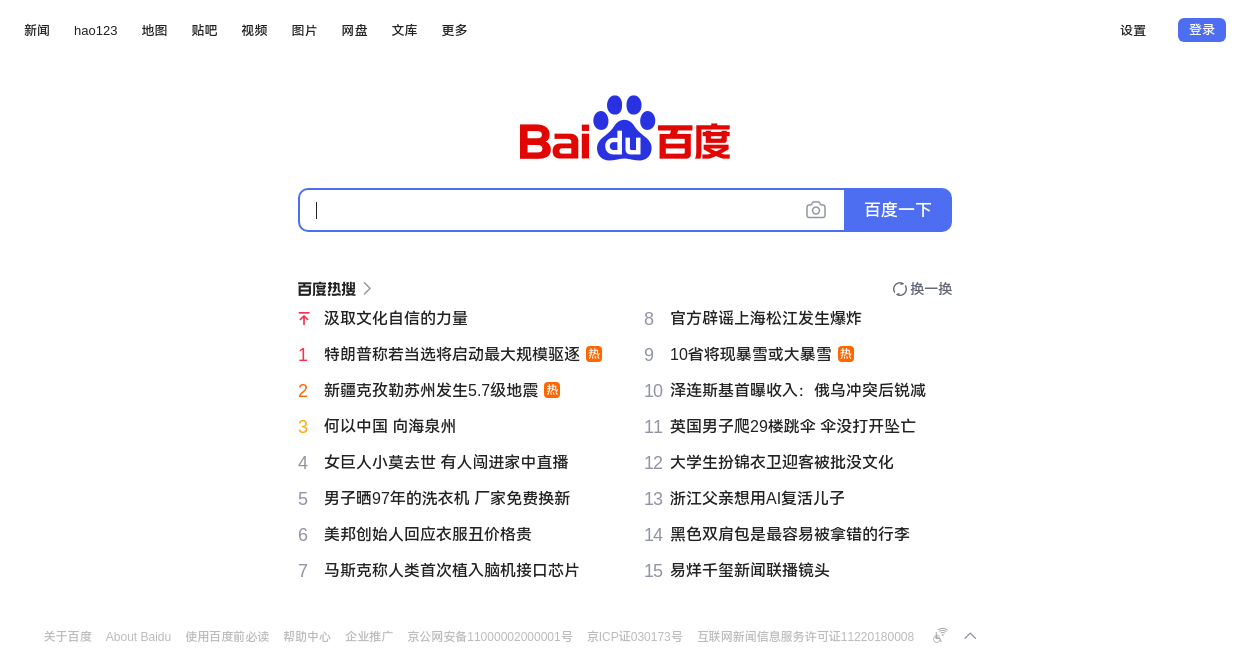 新闻 hao123 地图 贴吧 视频 图片 网盘 文库 更多 设置 登录
Baidu百度
百度一下
百度热搜 换一换
汲取文化自信的力量
1 特朗普称若当选将启动最大规模驱逐 热
2 新疆克孜勒苏州发生5.7级地震 热
3 何以中国 向海泉州
4 女巨人小莫去世 有人闯进家中直播
5 男子晒97年的洗衣机 厂家免费换新
6 美邦创始人回应衣服丑价格贵
7 马斯克称人类首次植入脑机接口芯片
8 官方辟谣上海松江发生爆炸
9 10省将现暴雪或大暴雪 热
10 泽连斯基首曝收入：俄乌冲突后锐减
11 英国男子爬29楼跳伞 伞没打开坠亡
12 大学生扮锦衣卫迎客被批没文化
13 浙江父亲想用AI复活儿子
14 黑色双肩包是最容易被拿错的行李
15 易烊千玺新闻联播镜头
关于百度 About Baidu 使用百度前必读 帮助中心 企业推广 京公网安备11000002000001号 京ICP证030173号 互联网新闻信息服务许可证11220180008